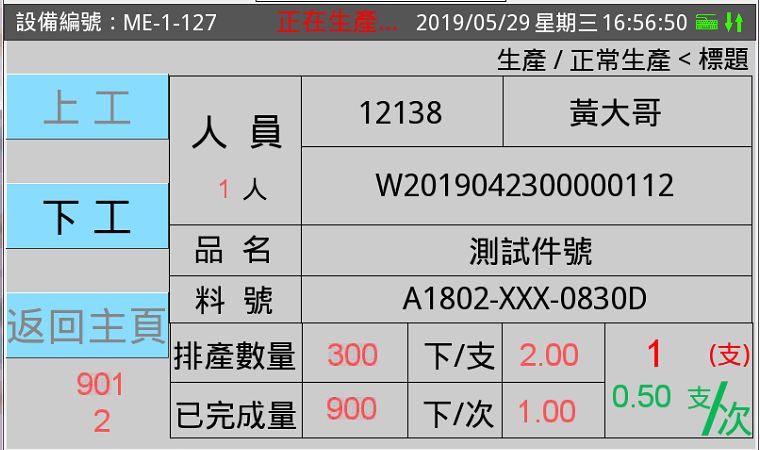 設備編號：ME-1-127 正在生產... 2019/05/29 星期三 16:56:50
生產 / 正常生產 < 標題
上 工
下 工
返回主頁
901
2
人 員
1 人
12138 黃大哥
W2019042300000112
品 名 測試件號
料 號 A1802-XXX-0830D
排產數量 300 下/支 2.00 1 (支)
已完成量 900 下/次 1.00 0.50 支/次